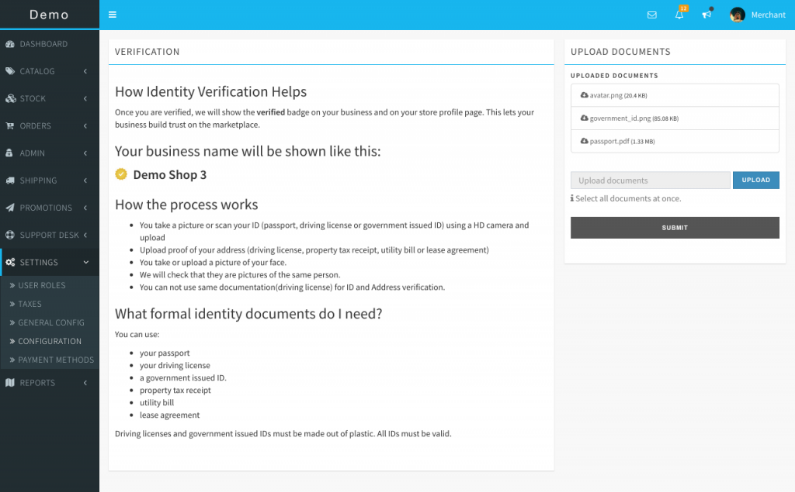 Demo
12
Merchant
DASHBOARD
CATALOG
STOCK
ORDERS
ADMIN
SHIPPING
PROMOTIONS
SUPPORT DESK
SETTINGS
USER ROLES
TAXES
GENERAL CONFIG
CONFIGURATION
PAYMENT METHODS
REPORTS
VERIFICATION
How Identity Verification Helps
Once you are verified, we will show the verified badge on your business and on your store profile page. This lets your
business build trust on the marketplace.
Your business name will be shown like this:
Demo Shop 3
How the process works
You take a picture or scan your ID (passport, driving license or government issued ID) using a HD camera and
upload
Upload proof of your address (driving license, property tax receipt, utility bill or lease agreement)
You take or upload a picture of your face.
We will check that they are pictures of the same person.
You can not use same documentation(driving license) for ID and Address verification.
What formal identity documents do I need?
You can use:
your passport
your driving license
a government issued ID.
property tax receipt
utility bill
lease agreement
Driving licenses and government issued IDs must be made out of plastic. All IDs must be valid.
UPLOAD DOCUMENTS
UPLOADED DOCUMENTS
avatar.png (20.4 KB)
government_id.png (85.08 KB)
passport.pdf (1.33 MB)
Upload documents
UPLOAD
Select all documents at once.
SUBMIT